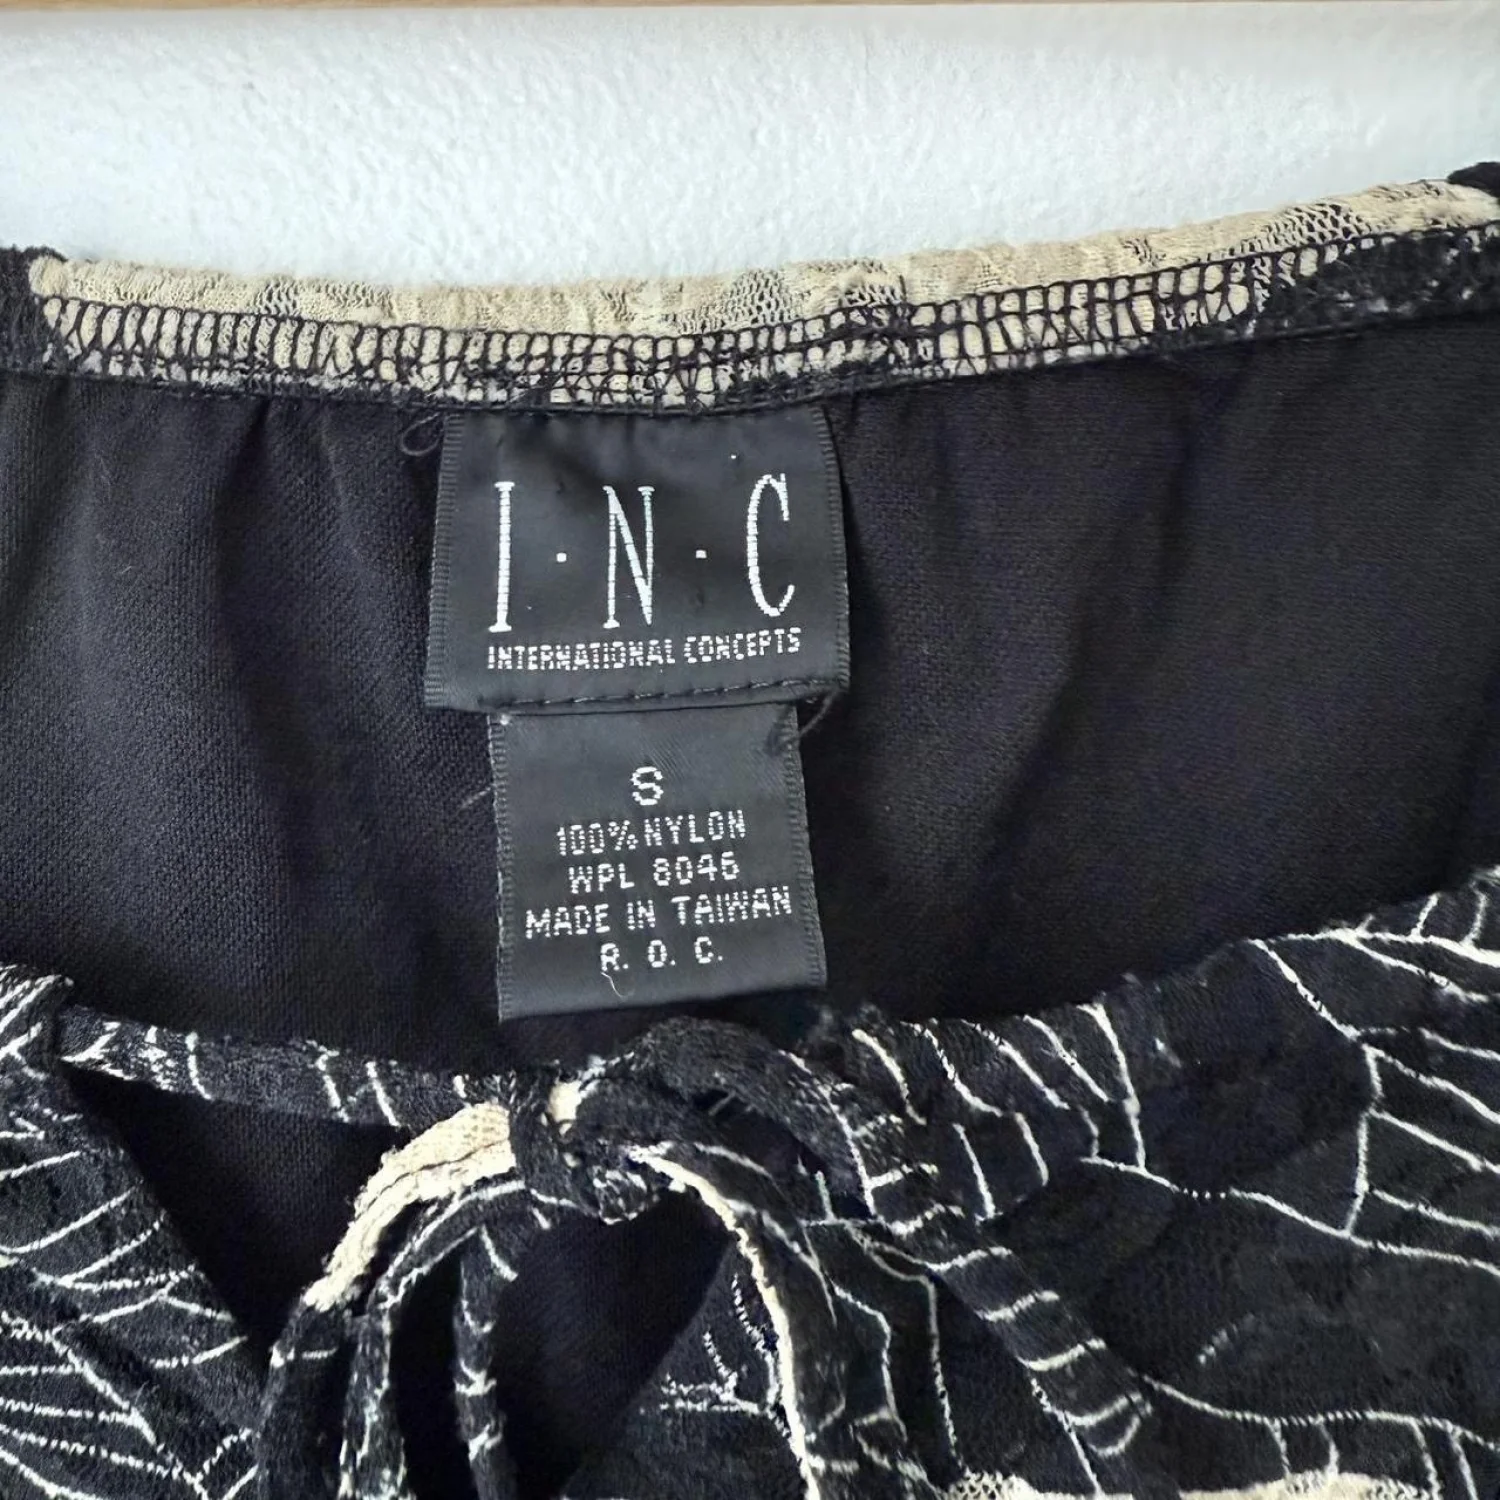 I·N·C
INTERNATIONAL CONCEPTS
S
100% NYLON
WPL 8046
MADE IN TAIWAN
R. O. C.